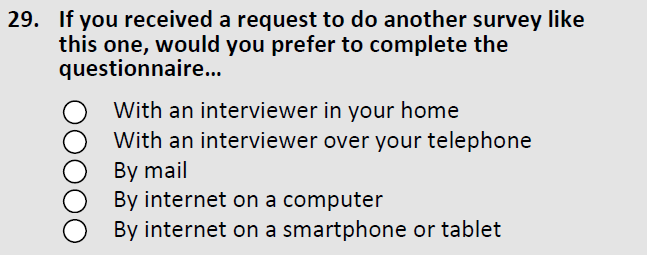 29. If you received a request to do another survey like
this one, would you prefer to complete the
questionnaire...
With an interviewer in your home
With an interviewer over your telephone
By mail
By internet on a computer
By internet on a smartphone or tablet